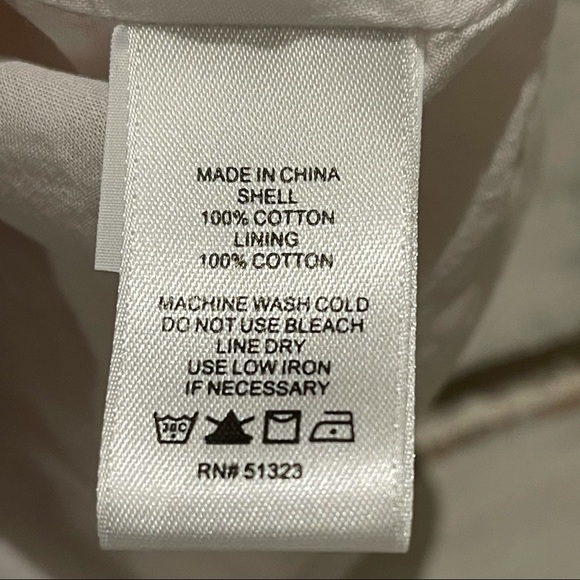 MADE IN CHINA
SHELL
100% COTTON
LINING
100% COTTON
MACHINE WASH COLD
DO NOT USE BLEACH
LINE DRY
USE LOW IRON
IF NECESSARY
30C
RN# 51323